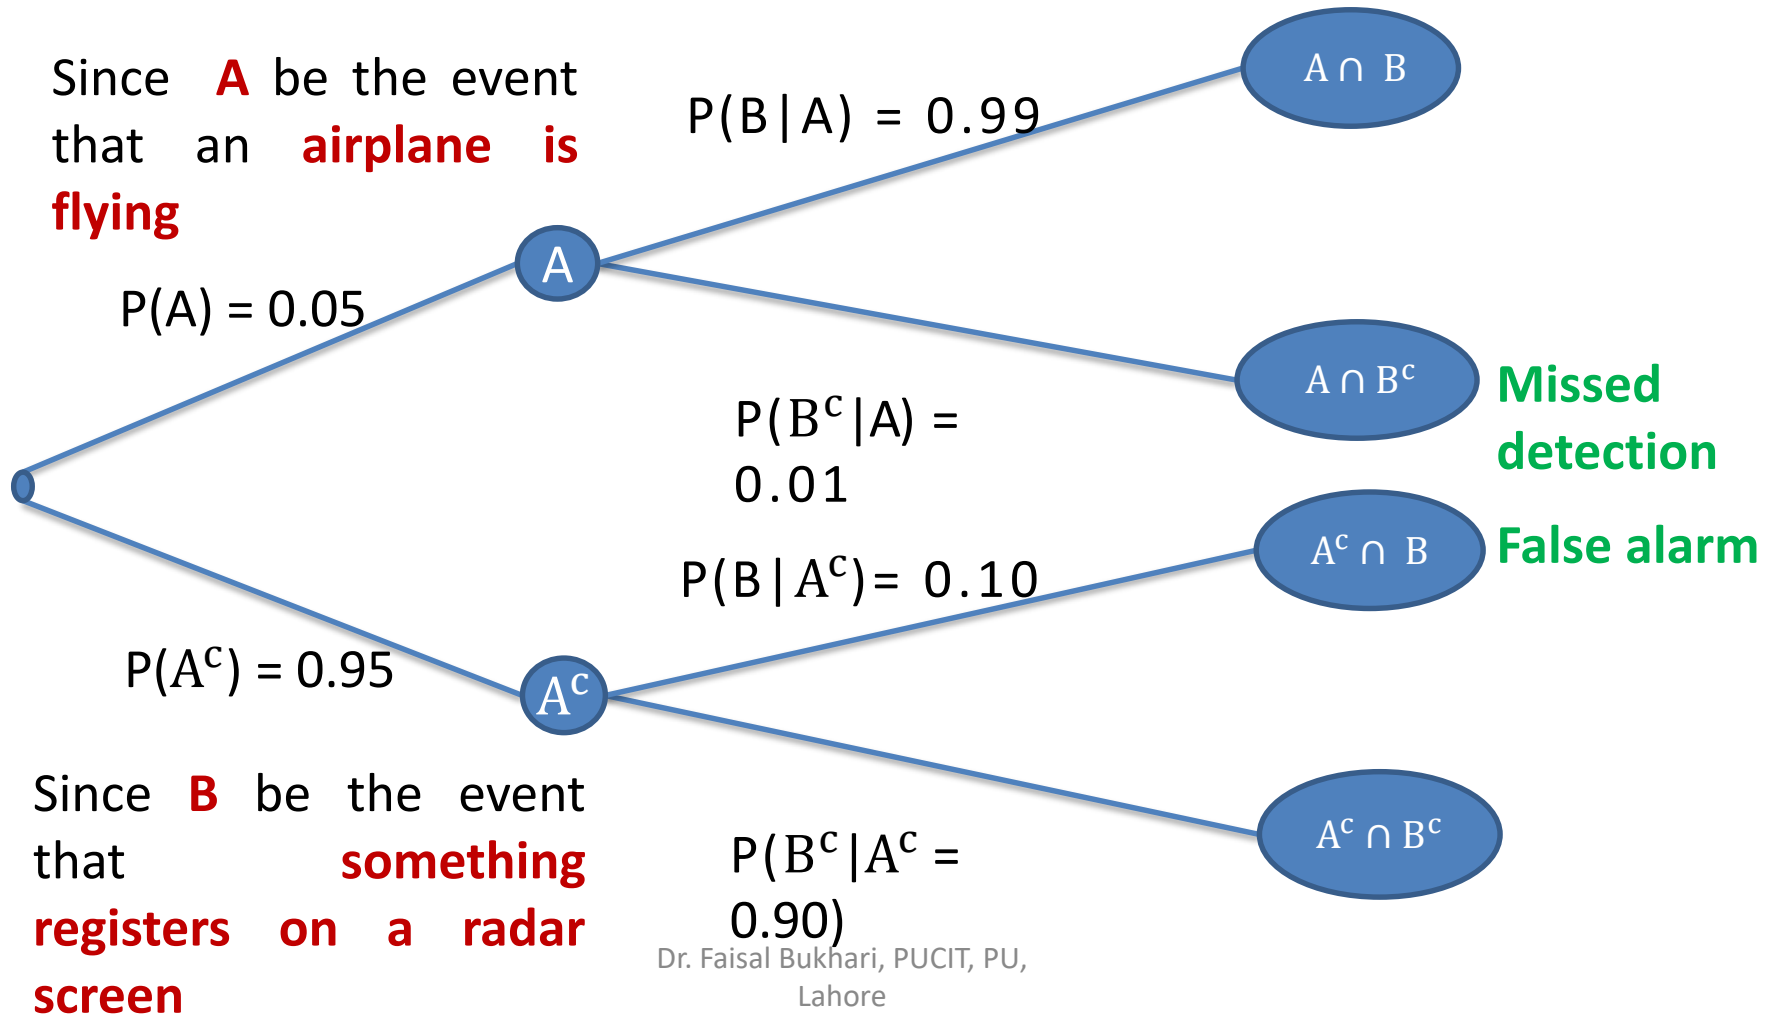 Since A be the event
that an airplane is
flying
P(A) = 0.05
A
P(B|A) = 0.99
A ∩ B
P(Bᶜ|A) =
0.01
A ∩ Bᶜ
Missed
detection
P(Aᶜ) = 0.95
Aᶜ
P(B|Aᶜ)= 0.10
Aᶜ ∩ B
False alarm
P(Bᶜ|Aᶜ =
0.90)
Aᶜ ∩ Bᶜ
Since B be the event
that something
registers on a radar
screen
Dr. Faisal Bukhari, PUCIT, PU,
Lahore